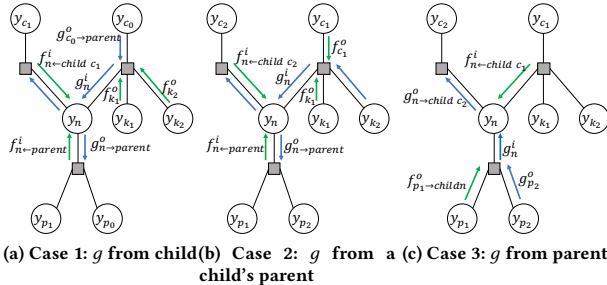 y_{c_1} y_{c_0} y_{c_2} y_{c_1} y_{c_2} y_{c_1}
g^o_{c_0→parent} f^o_{c_1}
f^i_{n←child c_1} f^i_{n←child c_2} f^i_{n←child c_1}
g^i_n f^o_{k_2} g^i_n g^o_{c_1}
f^o_{k_1} f^o_{k_1} g^o_{n→child c_2}
y_n y_{k_1} y_{k_2} y_n y_{k_1} y_{k_2} y_n y_{k_1} y_{k_2}
f^i_{n←parent} g^o_{n→parent} f^i_{n←parent} g^o_{n→parent} g^i_n
f^o_{p_1→childn} g^o_{p_2}
y_{p_1} y_{p_0} y_{p_1} y_{p_2} y_{p_1} y_{p_2}
(a) Case 1: g from child (b) Case 2: g from a (c) Case 3: g from parent
child's parent